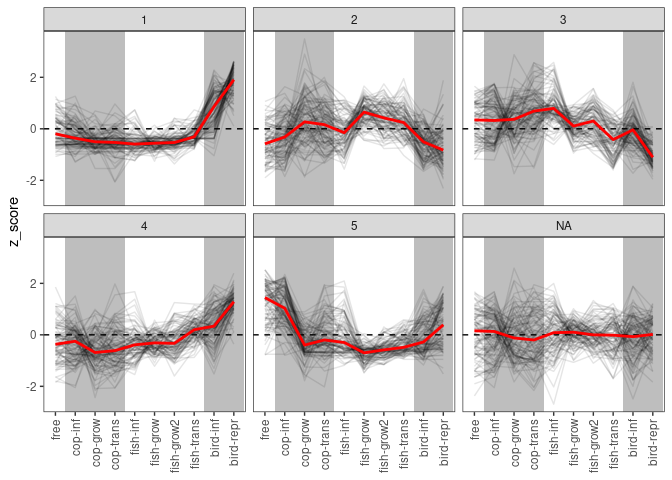 1 2 3
2
0
-2
4 5 NA
2
0
-2
z_score
free cop-inf cop-grow cop-trans fish-inf fish-grow fish-grow2 fish-trans bird-inf bird-repr
free cop-inf cop-grow cop-trans fish-inf fish-grow fish-grow2 fish-trans bird-inf bird-repr
free cop-inf cop-grow cop-trans fish-inf fish-grow fish-grow2 fish-trans bird-inf bird-repr